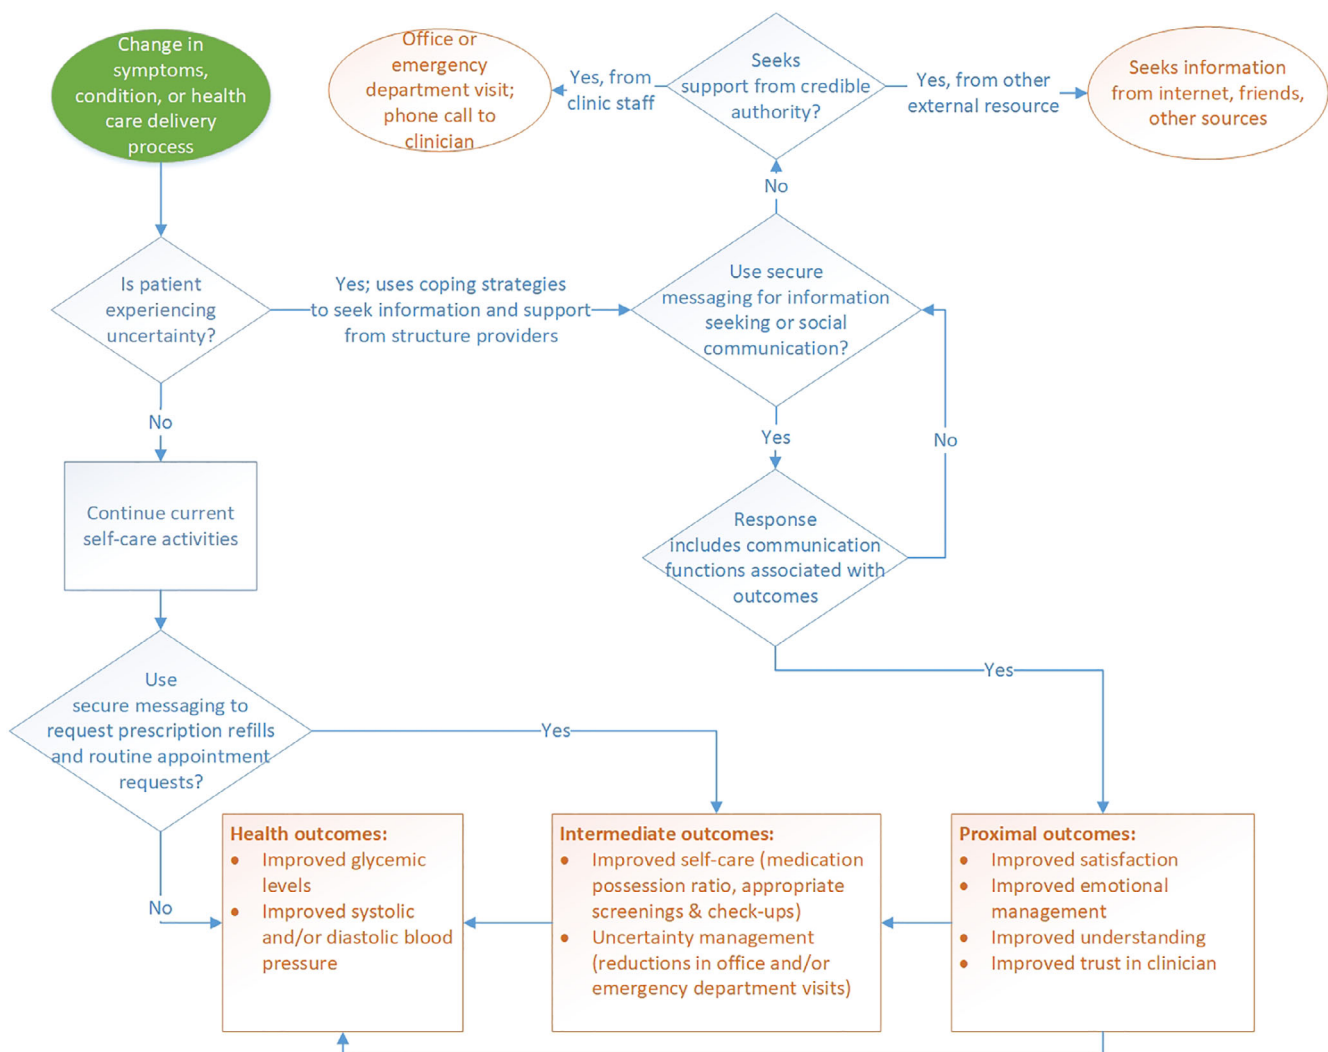 Change in
symptoms,
condition, or health
care delivery
process
Office or
emergency
department visit;
phone call to
clinician
Yes, from
clinic staff
Seeks
support from credible
authority?
Yes, from other
external resource
Seeks information
from internet, friends,
other sources
No
Is patient
experiencing
uncertainty?
Yes; uses coping strategies
to seek information and support
from structure providers
Use secure
messaging for information
seeking or social
communication?
No
Yes
No
Continue current
self-care activities
Response
includes communication
functions associated with
outcomes
Yes
Use
secure messaging to
request prescription refills
and routine appointment
requests?
Yes
No
Health outcomes:
• Improved glycemic
levels
• Improved systolic
and/or diastolic blood
pressure
Intermediate outcomes:
• Improved self-care (medication
possession ratio, appropriate
screenings & check-ups)
• Uncertainty management
(reductions in office and/or
emergency department visits)
Proximal outcomes:
• Improved satisfaction
• Improved emotional
management
• Improved understanding
• Improved trust in clinician